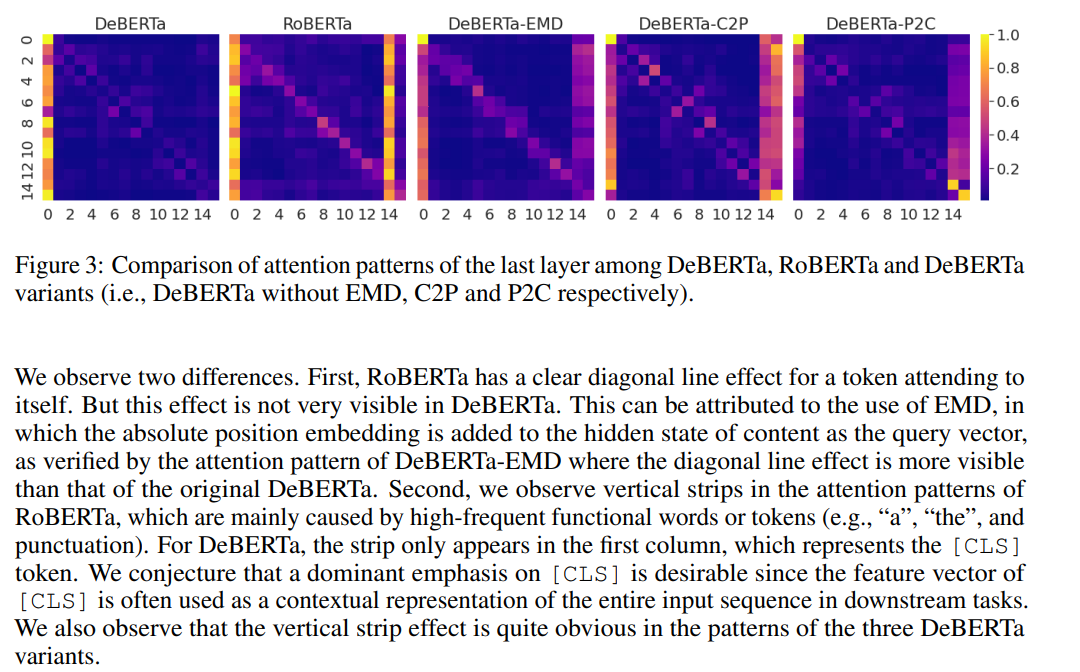 DeBERTa RoBERTa DeBERTa-EMD DeBERTa-C2P DeBERTa-P2C
0 2 4 6 8 10 12 14
0 2 4 6 8 10 12 14 0 2 4 6 8 10 12 14 0 2 4 6 8 10 12 14 0 2 4 6 8 10 12 14 0 2 4 6 8 10 12 14
1.0
0.8
0.6
0.4
0.2
Figure 3: Comparison of attention patterns of the last layer among DeBERTa, RoBERTa and DeBERTa
variants (i.e., DeBERTa without EMD, C2P and P2C respectively).
We observe two differences. First, RoBERTa has a clear diagonal line effect for a token attending to
itself. But this effect is not very visible in DeBERTa. This can be attributed to the use of EMD, in
which the absolute position embedding is added to the hidden state of content as the query vector,
as verified by the attention pattern of DeBERTa-EMD where the diagonal line effect is more visible
than that of the original DeBERTa. Second, we observe vertical strips in the attention patterns of
RoBERTa, which are mainly caused by high-frequent functional words or tokens (e.g., “a”, “the”, and
punctuation). For DeBERTa, the strip only appears in the first column, which represents the [CLS]
token. We conjecture that a dominant emphasis on [CLS] is desirable since the feature vector of
[CLS] is often used as a contextual representation of the entire input sequence in downstream tasks.
We also observe that the vertical strip effect is quite obvious in the patterns of the three DeBERTa
variants.